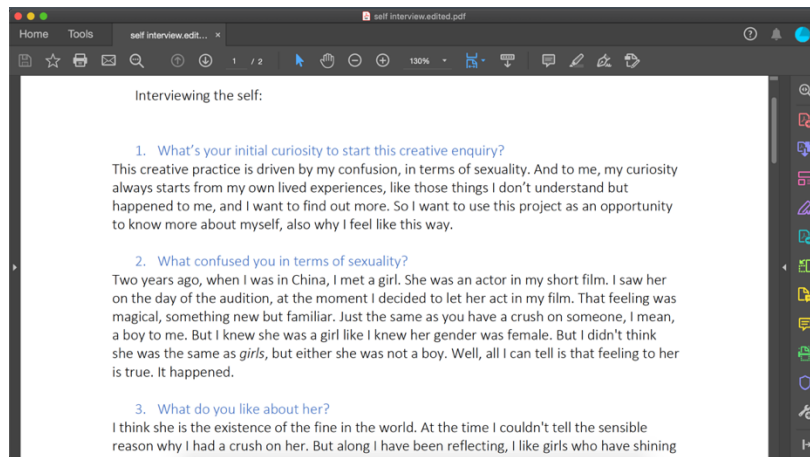 self interview.edited.pdf
Home Tools self interview.edit... ×
1 / 2 130%
Interviewing the self:
1. What's your initial curiosity to start this creative enquiry?
This creative practice is driven by my confusion, in terms of sexuality. And to me, my curiosity
always starts from my own lived experiences, like those things I don't understand but
happened to me, and I want to find out more. So I want to use this project as an opportunity
to know more about myself, also why I feel like this way.
2. What confused you in terms of sexuality?
Two years ago, when I was in China, I met a girl. She was an actor in my short film. I saw her
on the day of the audition, at the moment I decided to let her act in my film. That feeling was
magical, something new but familiar. Just the same as you have a crush on someone, I mean,
a boy to me. But I knew she was a girl like I knew her gender was female. But I didn't think
she was the same as girls, but either she was not a boy. Well, all I can tell is that feeling to her
is true. It happened.
3. What do you like about her?
I think she is the existence of the fine in the world. At the time I couldn't tell the sensible
reason why I had a crush on her. But along I have been reflecting, I like girls who have shining